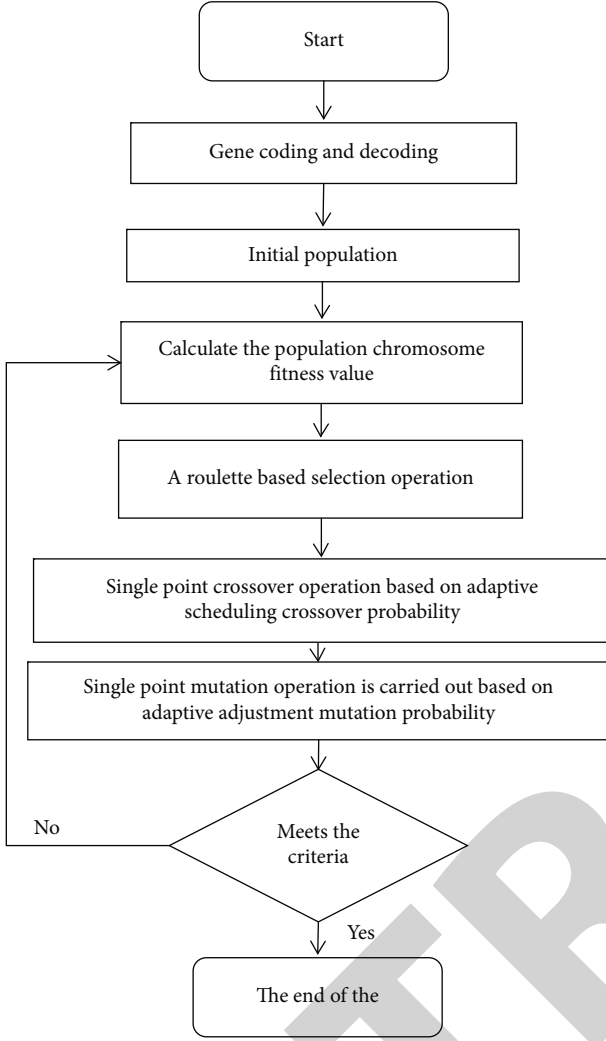 Start
Gene coding and decoding
Initial population
Calculate the population chromosome
fitness value
A roulette based selection operation
Single point crossover operation based on adaptive
scheduling crossover probability
Single point mutation operation is carried out based on
adaptive adjustment mutation probability
No
Meets the
criteria
Yes
The end of the
TR